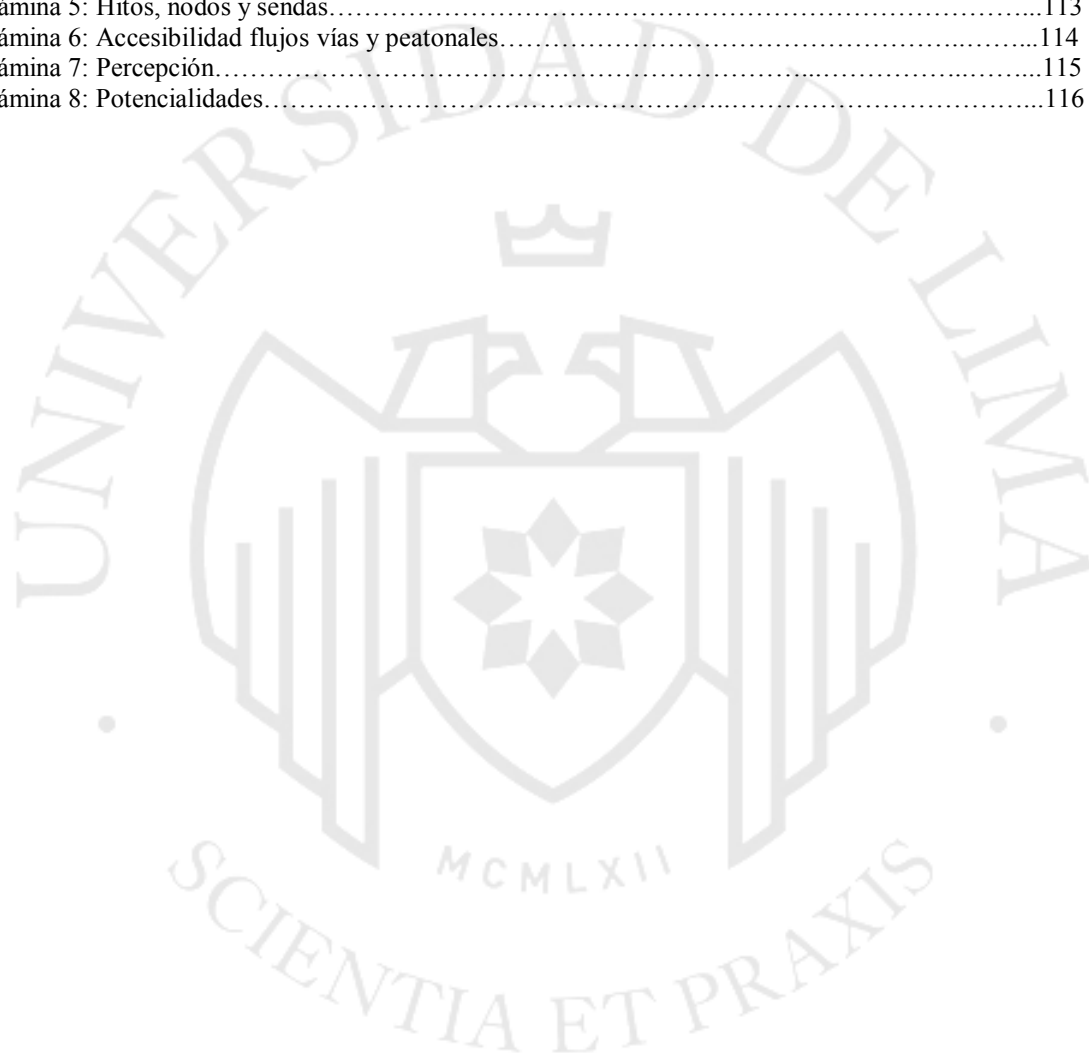 ámina 5: Hitos, nodos y sendas…………………………………………………………………...113
ámina 6: Accesibilidad flujos vías y peatonales……………………………………………..……...114
ámina 7: Percepción…………………………………………………………..……………..……...115
ámina 8: Potencialidades…………………………………………..……………………………...116
UNIVERSIDAD DE LIMA
MCMLXII
SCIENTIA ET PRAXIS